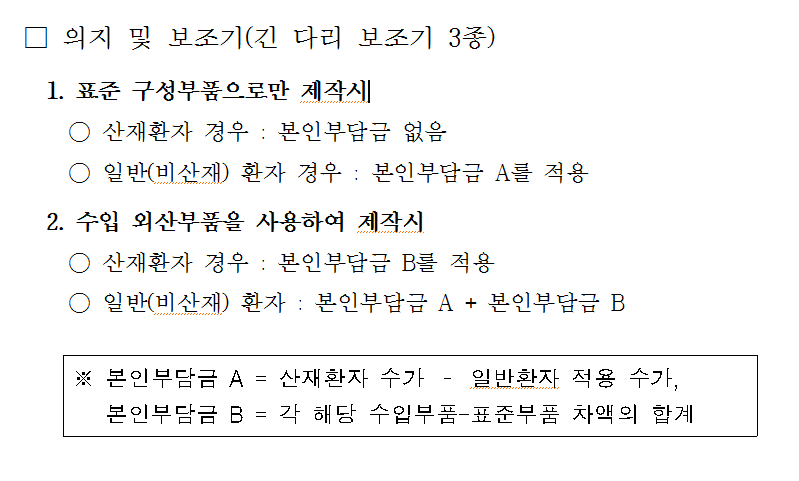 □ 의지 및 보조기(긴 다리 보조기 3종)
1. 표준 구성부품으로만 제작시
○ 산재환자 경우 : 본인부담금 없음
○ 일반(비산재) 환자 경우 : 본인부담금 A를 적용
2. 수입 외산부품을 사용하여 제작시
○ 산재환자 경우 : 본인부담금 B를 적용
○ 일반(비산재) 환자 : 본인부담금 A + 본인부담금 B
※ 본인부담금 A = 산재환자 수가 - 일반환자 적용 수가,
본인부담금 B = 각 해당 수입부품-표준부품 차액의 합계